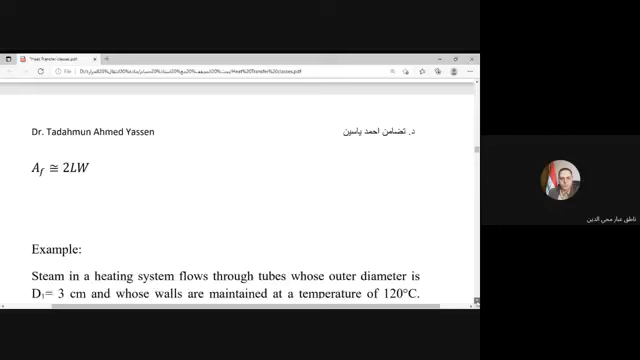 Heat Transfer classes.pdf
Dr. Tadahmun Ahmed Yassen
د. تضامن احمد ياسين
A_f ≅ 2LW
Example:
Steam in a heating system flows through tubes whose outer diameter is
D₁= 3 cm and whose walls are maintained at a temperature of 120°C.
ناطق عبار محي الدين